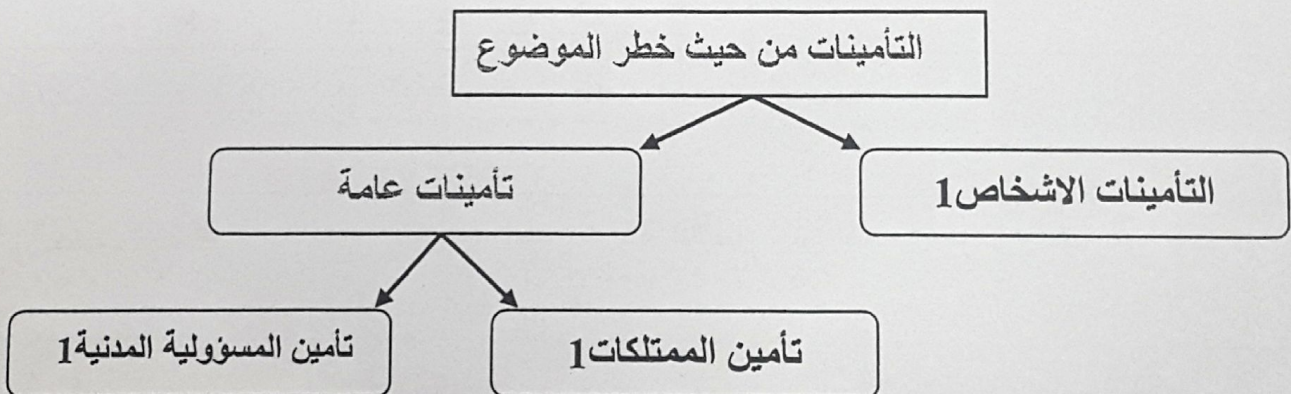 التأمينات من حيث خطر الموضوع
التأمينات الاشخاص1
تأمينات عامة
تأمين الممتلكات1
تأمين المسؤولية المدنية1